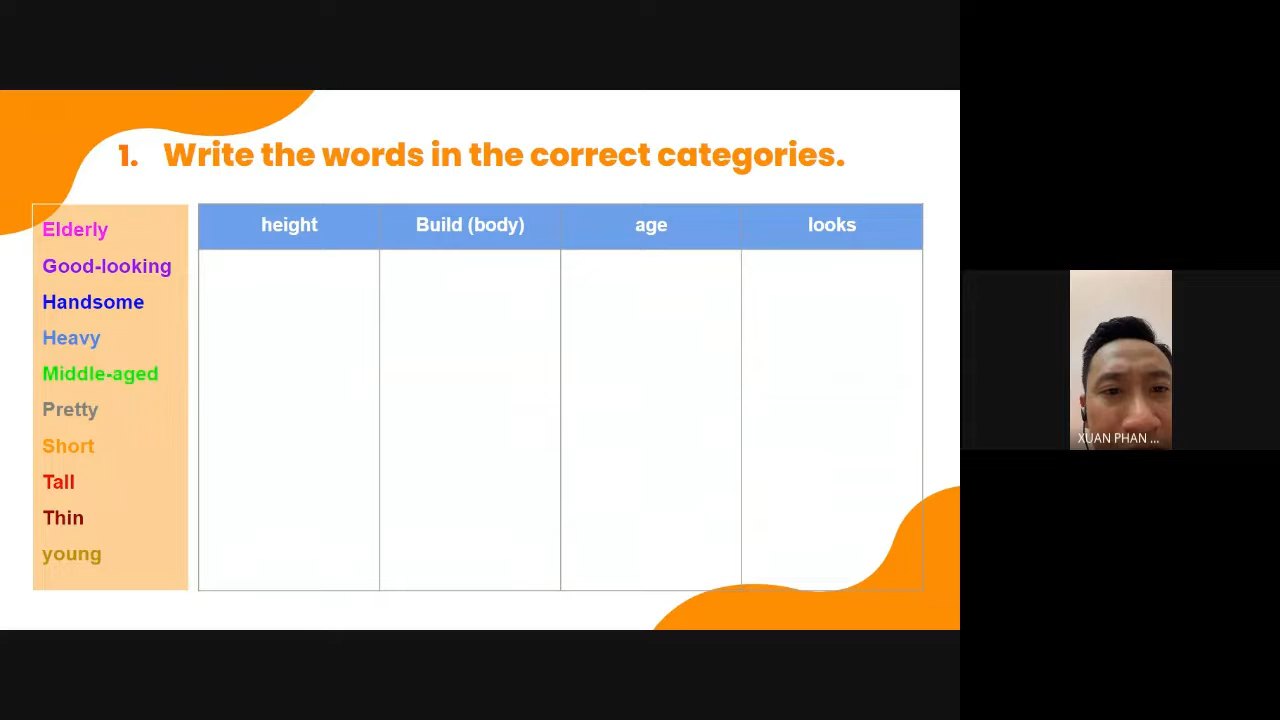 1. Write the words in the correct categories.
Elderly
Good-looking
Handsome
Heavy
Middle-aged
Pretty
Short
Tall
Thin
young
height Build (body) age looks
XUAN PHAN ...